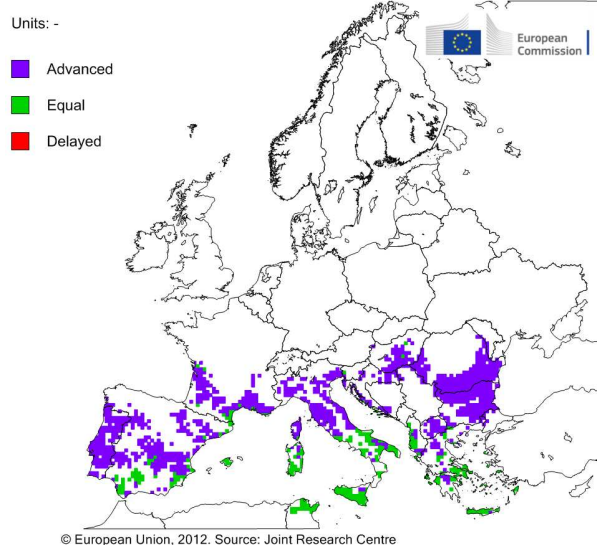 Units: -
European
Commission
Advanced
Equal
Delayed
© European Union, 2012. Source: Joint Research Centre